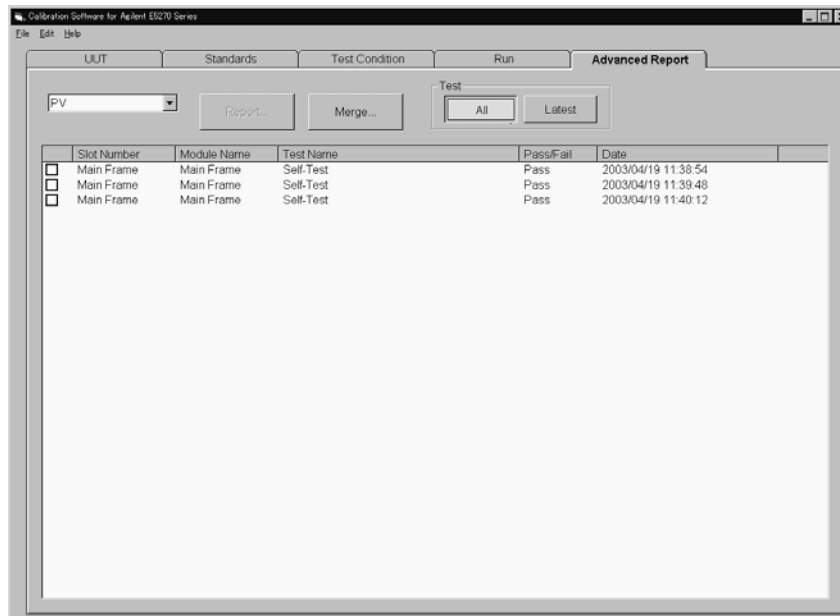 Calibration Software for Agilent E5270 Series
File Edit Help
UUT Standards Test Condition Run Advanced Report
Test
PV Report... Merge... All Latest
Slot Number Module Name Test Name Pass/Fail Date
Main Frame Main Frame Self-Test Pass 2003/04/19 11:38:54
Main Frame Main Frame Self-Test Pass 2003/04/19 11:39:48
Main Frame Main Frame Self-Test Pass 2003/04/19 11:40:12